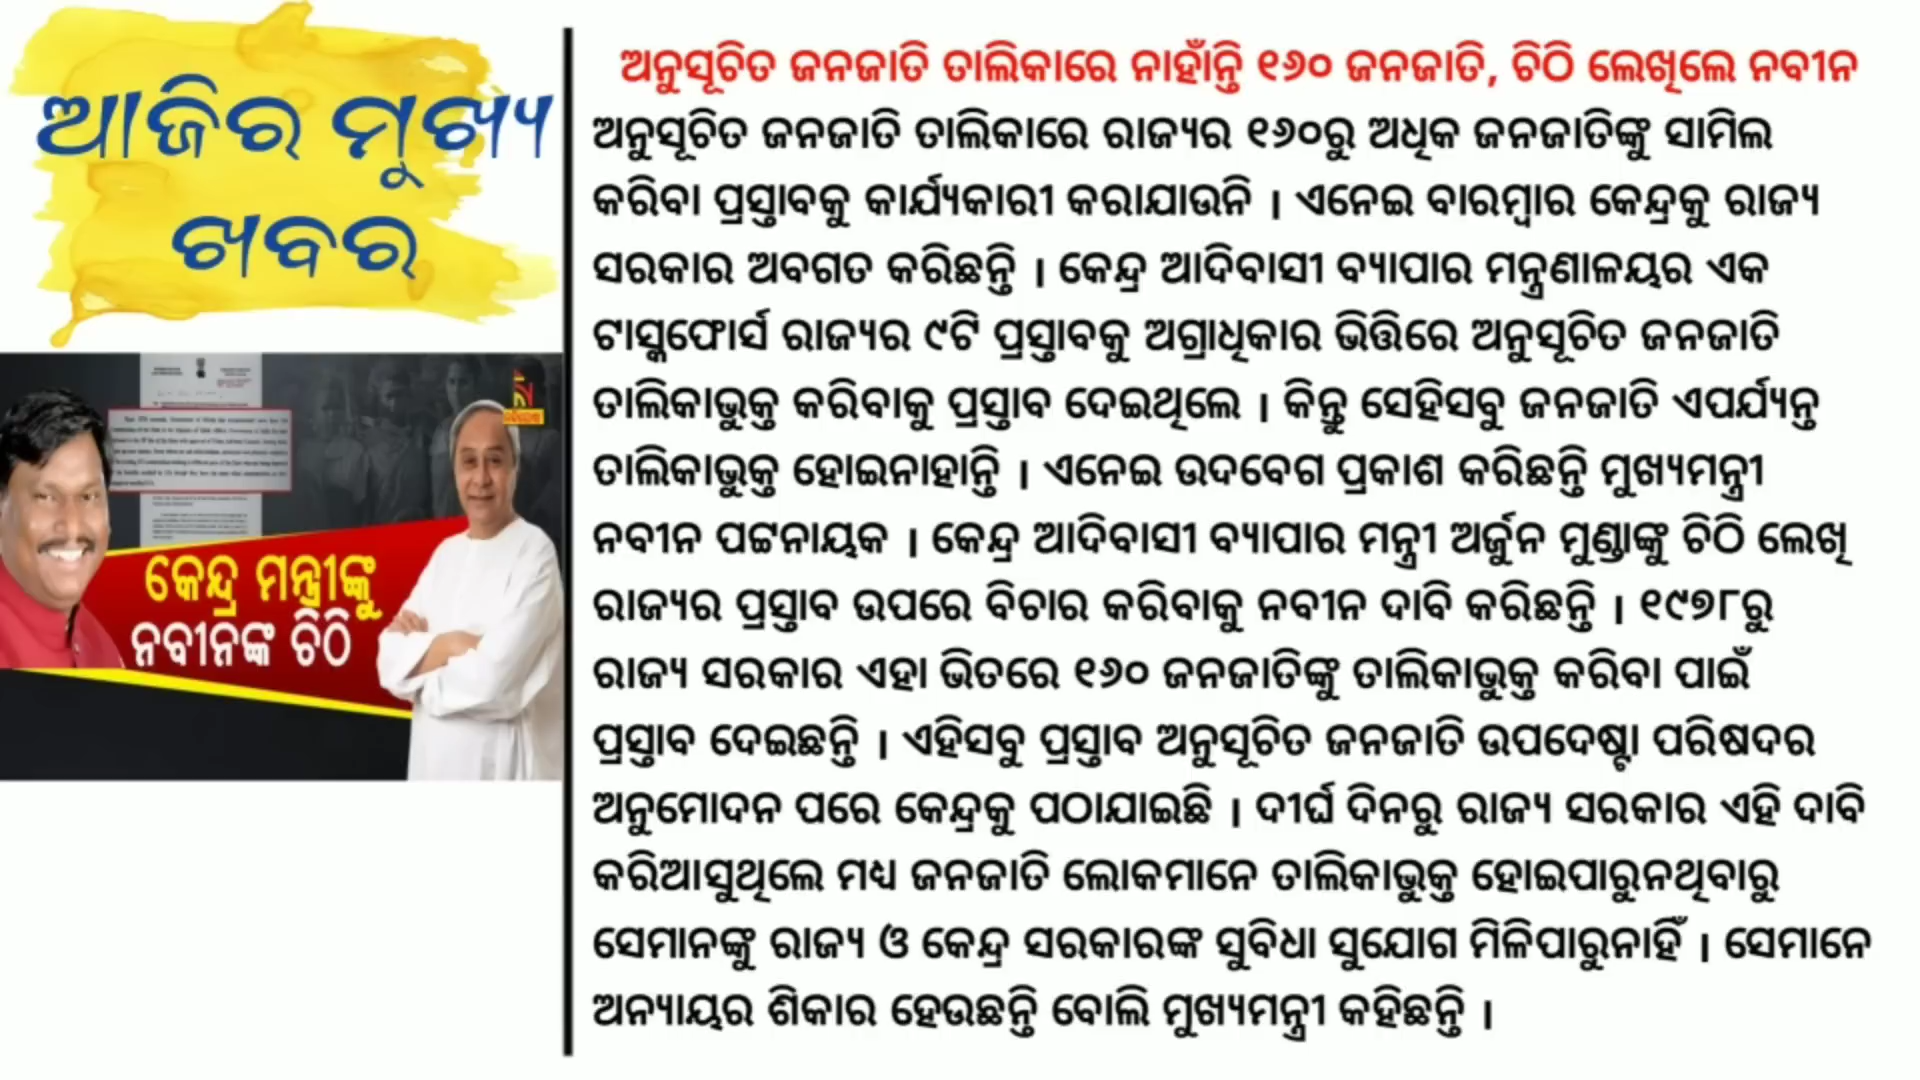 ଆଜିର ମୁଖ୍ୟ
ଖବର
କେନ୍ଦ୍ର ମନ୍ତ୍ରୀଙ୍କୁ
ନବୀନଙ୍କ ଚିଠି
ଅନୁସୂଚିତ ଜନଜାତି ତାଲିକାରେ ନାହାଁନ୍ତି ୧୬୦ ଜନଜାତି, ଚିଠି ଲେଖିଲେ ନବୀନ
ଅନୁସୂଚିତ ଜନଜାତି ତାଲିକାରେ ରାଜ୍ୟର ୧୬୦ରୁ ଅଧିକ ଜନଜାତିଙ୍କୁ ସାମିଲ
କରିବା ପ୍ରସ୍ତାବକୁ କାର୍ଯ୍ୟକାରୀ କରାଯାଉନି । ଏନେଇ ବାରମ୍ବାର କେନ୍ଦ୍ରକୁ ରାଜ୍ୟ
ସରକାର ଅବଗତ କରିଛନ୍ତି । କେନ୍ଦ୍ର ଆଦିବାସୀ ବ୍ୟାପାର ମନ୍ତ୍ରଣାଳୟର ଏକ
ଟାସ୍କଫୋର୍ସ ରାଜ୍ୟର ୯ଟି ପ୍ରସ୍ତାବକୁ ଅଗ୍ରାଧିକାର ଭିତ୍ତିରେ ଅନୁସୂଚିତ ଜନଜାତି
ତାଲିକାଭୁକ୍ତ କରିବାକୁ ପ୍ରସ୍ତାବ ଦେଇଥିଲେ । କିନ୍ତୁ ସେହିସବୁ ଜନଜାତି ଏପର୍ଯ୍ୟନ୍ତ
ତାଲିକାଭୁକ୍ତ ହୋଇନାହାନ୍ତି । ଏନେଇ ଉଦବେଗ ପ୍ରକାଶ କରିଛନ୍ତି ମୁଖ୍ୟମନ୍ତ୍ରୀ
ନବୀନ ପଟ୍ଟନାୟକ । କେନ୍ଦ୍ର ଆଦିବାସୀ ବ୍ୟାପାର ମନ୍ତ୍ରୀ ଅର୍ଜୁନ ମୁଣ୍ଡାଙ୍କୁ ଚିଠି ଲେଖି
ରାଜ୍ୟର ପ୍ରସ୍ତାବ ଉପରେ ବିଚାର କରିବାକୁ ନବୀନ ଦାବି କରିଛନ୍ତି । ୧୯୭୮ରୁ
ରାଜ୍ୟ ସରକାର ଏହା ଭିତରେ ୧୬୦ ଜନଜାତିଙ୍କୁ ତାଲିକାଭୁକ୍ତ କରିବା ପାଇଁ
ପ୍ରସ୍ତାବ ଦେଇଛନ୍ତି । ଏହିସବୁ ପ୍ରସ୍ତାବ ଅନୁସୂଚିତ ଜନଜାତି ଉପଦେଷ୍ଟା ପରିଷଦର
ଅନୁମୋଦନ ପରେ କେନ୍ଦ୍ରକୁ ପଠାଯାଇଛି । ଦୀର୍ଘ ଦିନରୁ ରାଜ୍ୟ ସରକାର ଏହି ଦାବି
କରିଆସୁଥିଲେ ମଧ୍ୟ ଜନଜାତି ଲୋକମାନେ ତାଲିକାଭୁକ୍ତ ହୋଇପାରୁନଥିବାରୁ
ସେମାନଙ୍କୁ ରାଜ୍ୟ ଓ କେନ୍ଦ୍ର ସରକାରଙ୍କ ସୁବିଧା ସୁଯୋଗ ମିଳିପାରୁନାହିଁ । ସେମାନେ
ଅନ୍ୟାୟର ଶିକାର ହେଉଛନ୍ତି ବୋଲି ମୁଖ୍ୟମନ୍ତ୍ରୀ କହିଛନ୍ତି ।